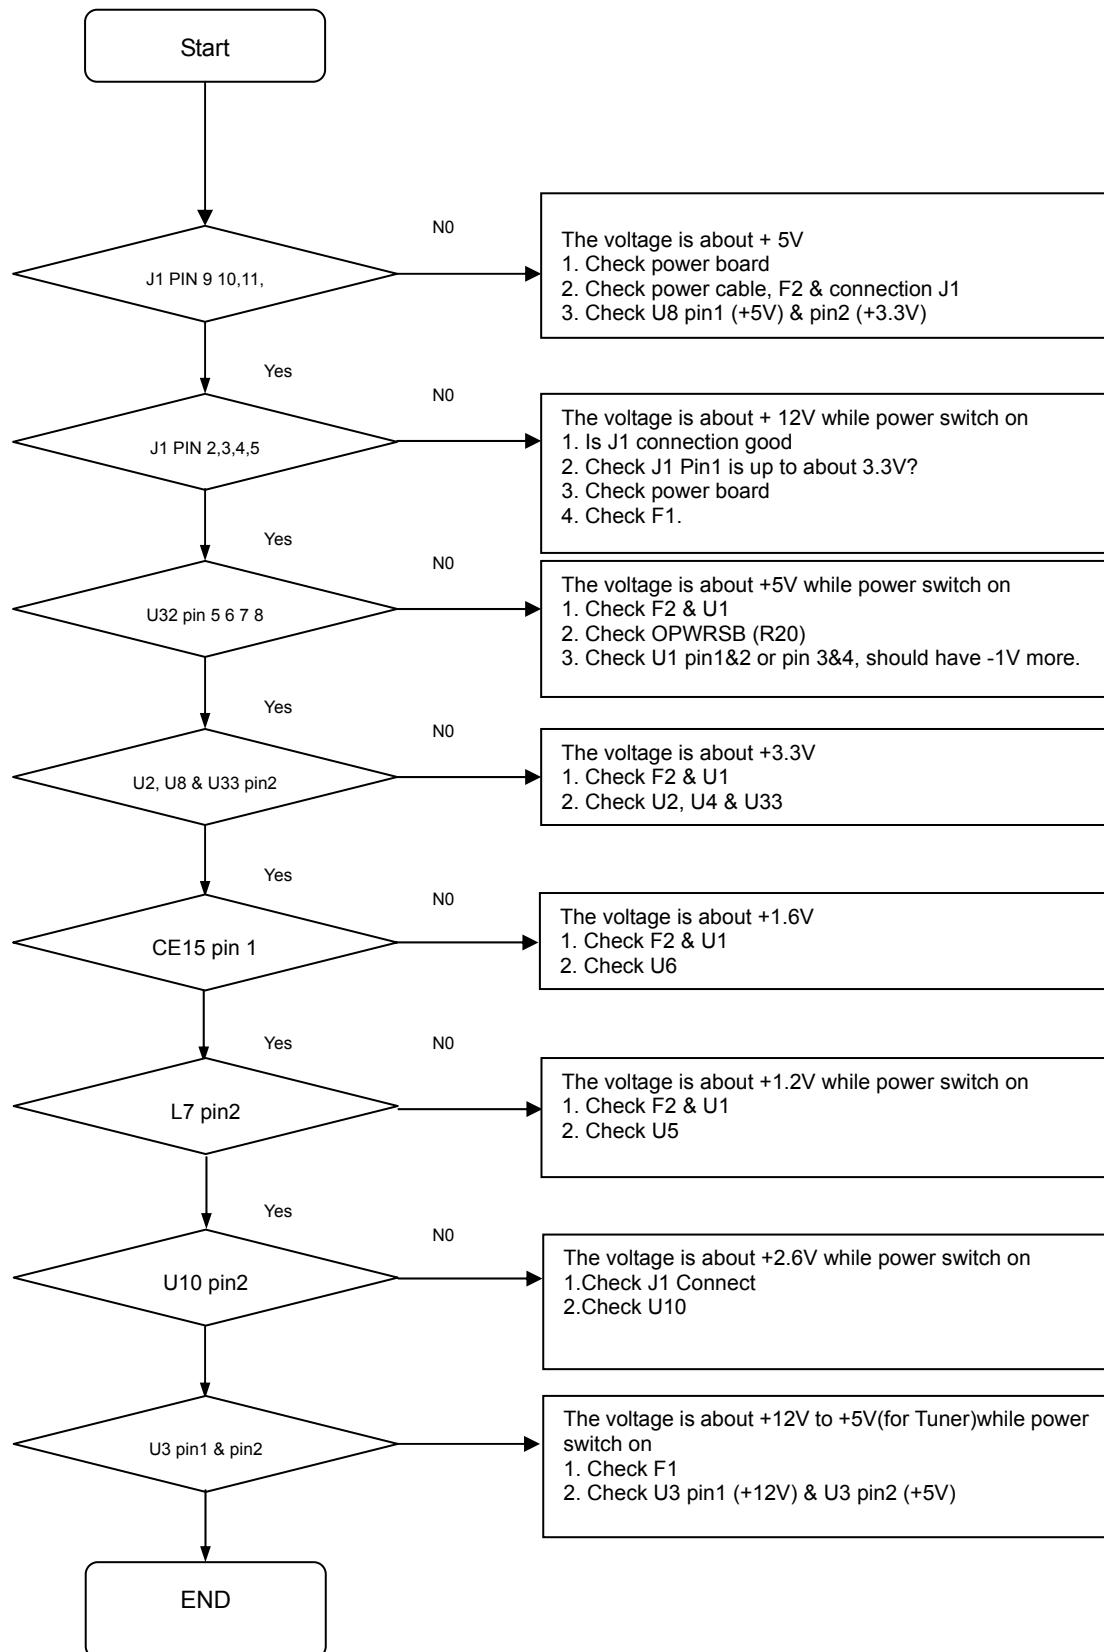 Start
N0
J1 PIN 9 10,11,
The voltage is about + 5V
1. Check power board
2. Check power cable, F2 & connection J1
3. Check U8 pin1 (+5V) & pin2 (+3.3V)
Yes
N0
J1 PIN 2,3,4,5
The voltage is about + 12V while power switch on
1. Is J1 connection good
2. Check J1 Pin1 is up to about 3.3V?
3. Check power board
4. Check F1.
Yes
N0
U32 pin 5 6 7 8
The voltage is about +5V while power switch on
1. Check F2 & U1
2. Check OPWRSB (R20)
3. Check U1 pin1&2 or pin 3&4, should have -1V more.
Yes
N0
U2, U8 & U33 pin2
The voltage is about +3.3V
1. Check F2 & U1
2. Check U2, U4 & U33
Yes
N0
CE15 pin 1
The voltage is about +1.6V
1. Check F2 & U1
2. Check U6
Yes
N0
L7 pin2
The voltage is about +1.2V while power switch on
1. Check F2 & U1
2. Check U5
Yes
N0
U10 pin2
The voltage is about +2.6V while power switch on
1.Check J1 Connect
2.Check U10
U3 pin1 & pin2
The voltage is about +12V to +5V(for Tuner)while power
switch on
1. Check F1
2. Check U3 pin1 (+12V) & U3 pin2 (+5V)
END